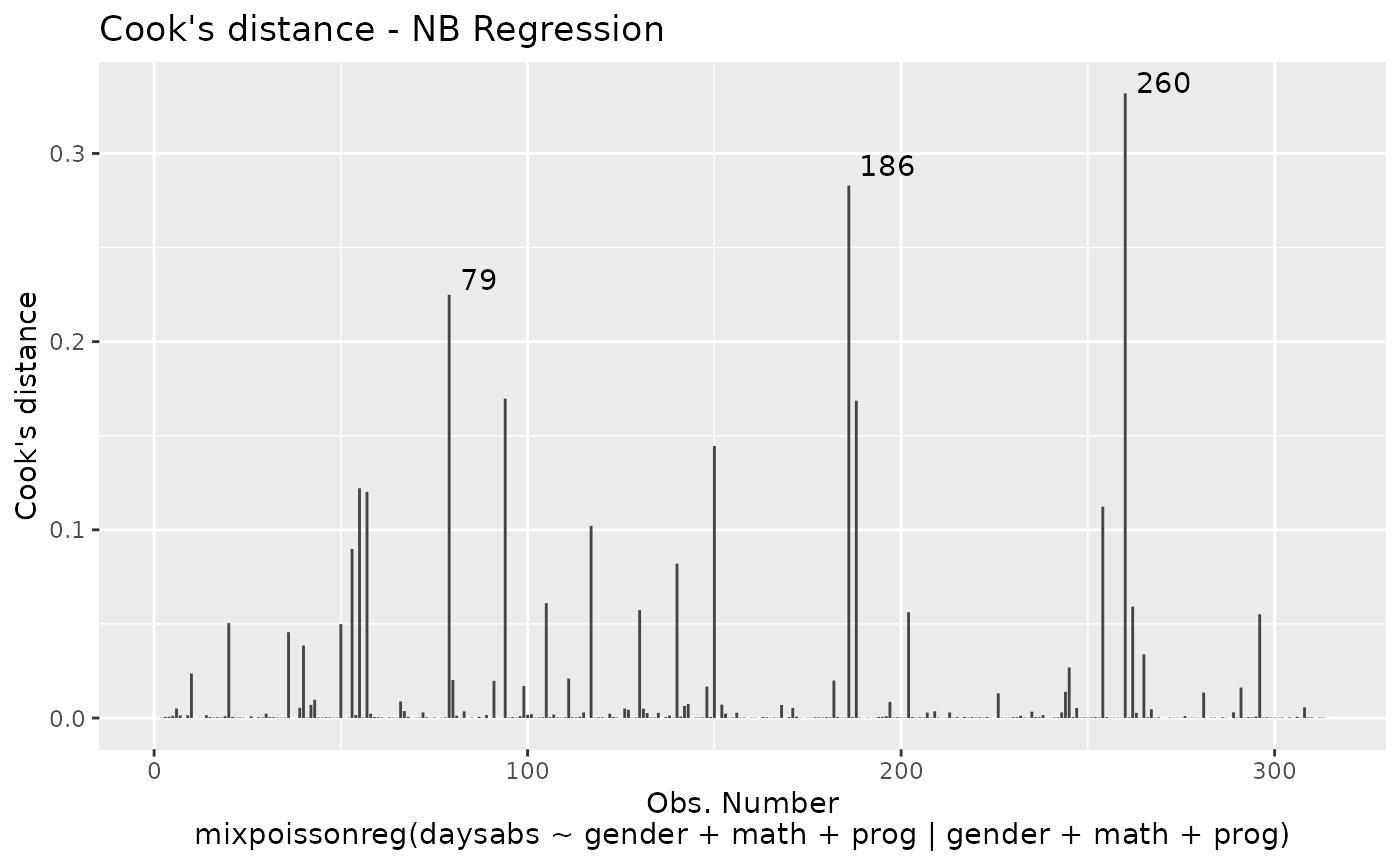 Cook's distance - NB Regression
260
0.3
186
79
0.2
Cook's distance
0.1
0.0
0 100 200 300
Obs. Number
mixpoissonreg(daysabs ~ gender + math + prog | gender + math + prog)